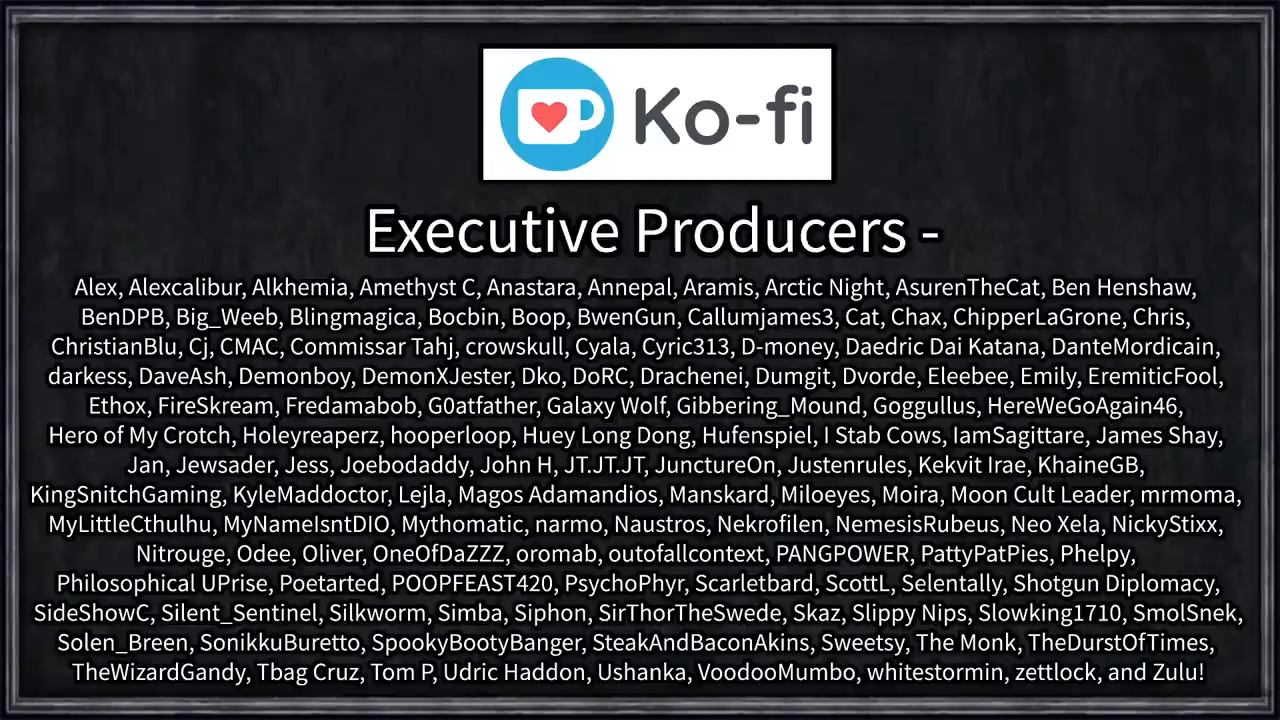 Ko-fi
Executive Producers -
Alex, Alexcalibur, Alkhemia, Amethyst C, Anastara, Annepal, Aramis, Arctic Night, AsurenTheCat, Ben Henshaw,
BenDPB, Big_Weeb, Blingmagica, Bocbin, Boop, BwenGun, Callumjames3, Cat, Chax, ChipperLaGrone, Chris,
ChristianBlu, Cj, CMAC, Commissar Tahj, crowskull, Cyala, Cyric313, D-money, Daedric Dai Katana, DanteMordicain,
darkess, DaveAsh, Demonboy, DemonXJester, Dko, DoRC, Drachenei, Dumgit, Dvorde, Eleebee, Emily, EremiticFool,
Ethox, FireSkream, Fredamabob, G0atfather, Galaxy Wolf, Gibbering_Mound, Goggullus, HereWeGoAgain46,
Hero of My Crotch, Holeyreaperz, hooperloop, Huey Long Dong, Hufenspiel, I Stab Cows, IamSagittare, James Shay,
Jan, Jewsader, Jess, Joebodaddy, John H, JT.JT.JT, JunctureOn, Justenrules, Kekvit Irae, KhaineGB,
KingSnitchGaming, KyleMaddoctor, Lejla, Magos Adamandios, Manskard, Miloeyes, Moira, Moon Cult Leader, mrmoma,
MyLittleCthulhu, MyNameIsntDIO, Mythomatic, narmo, Naustros, Nekrofilen, NemesisRubeus, Neo Xela, NickyStixx,
Nitrouge, Odee, Oliver, OneOfDaZZZ, oromab, outofallcontext, PANGPOWER, PattyPatPies, Phelpy,
Philosophical UPrise, Poetarted, POOPFEAST420, PsychoPhyr, Scarletbard, ScottL, Selentally, Shotgun Diplomacy,
SideShowC, Silent_Sentinel, Silkworm, Simba, Siphon, SirThorTheSwede, Skaz, Slippy Nips, Slowking1710, SmolSnek,
Solen_Breen, SonikkuBuretto, SpookyBootyBanger, SteakAndBaconAkins, Sweetsy, The Monk, TheDurstOfTimes,
TheWizardGandy, Tbag Cruz, Tom P, Udric Haddon, Ushanka, VoodooMumbo, whitestormin, zettlock, and Zulu!